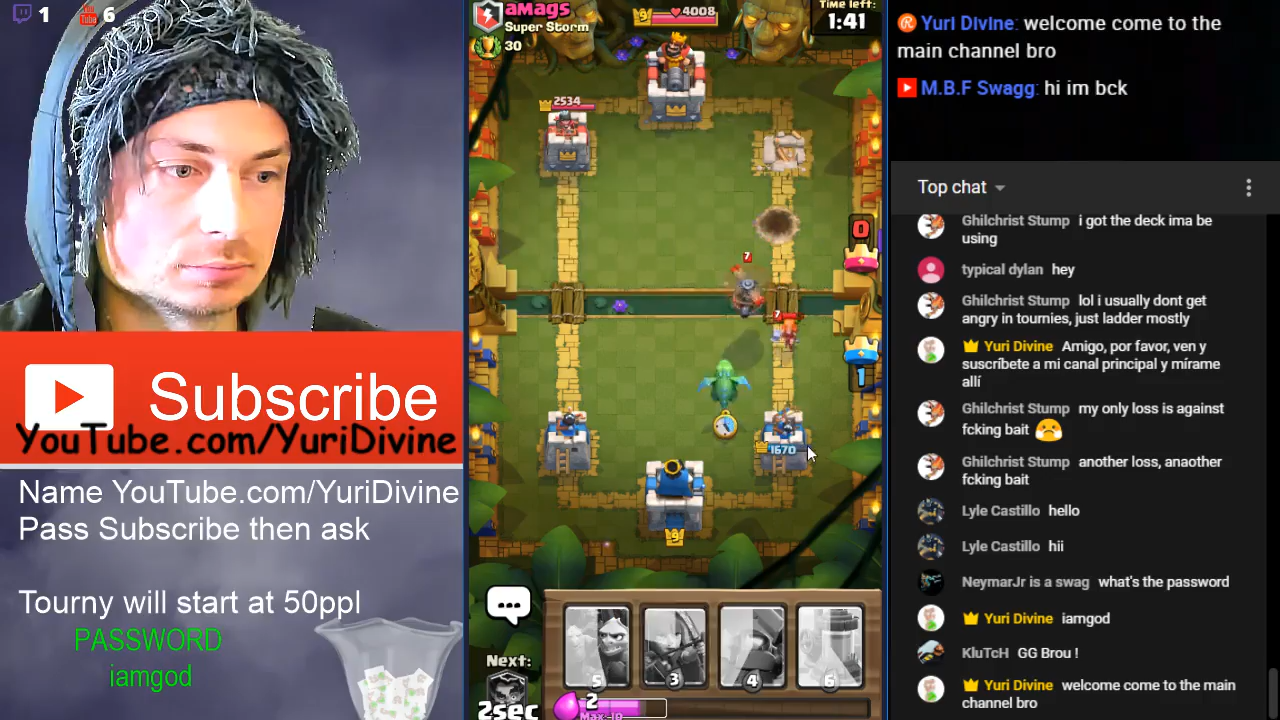 1 6
Subscribe
YouTube.com/YuriDivine
Name YouTube.com/YuriDivine
Pass Subscribe then ask
Tourny will start at 50ppl
PASSWORD
iamgod
amags
Super Storm
30
9 4008
Time left:
1:41
2534
0
7
7
1
1670
9
...
Next:
2sec
5
3
4
6
2
Max: 10
Yuri Divine: welcome come to the
main channel bro
M.B.F Swagg: hi im bck
Top chat
Ghilchrist Stump i got the deck ima be
using
typical dylan hey
Ghilchrist Stump lol i usually dont get
angry in tournies, just ladder mostly
Yuri Divine Amigo, por favor, ven y
suscríbete a mi canal principal y mírame
allí
Ghilchrist Stump my only loss is against
fcking bait
Ghilchrist Stump another loss, anaother
fcking bait
Lyle Castillo hello
Lyle Castillo hii
NeymarJr is a swag what's the password
Yuri Divine iamgod
KluTcH GG Brou !
Yuri Divine welcome come to the main
channel bro